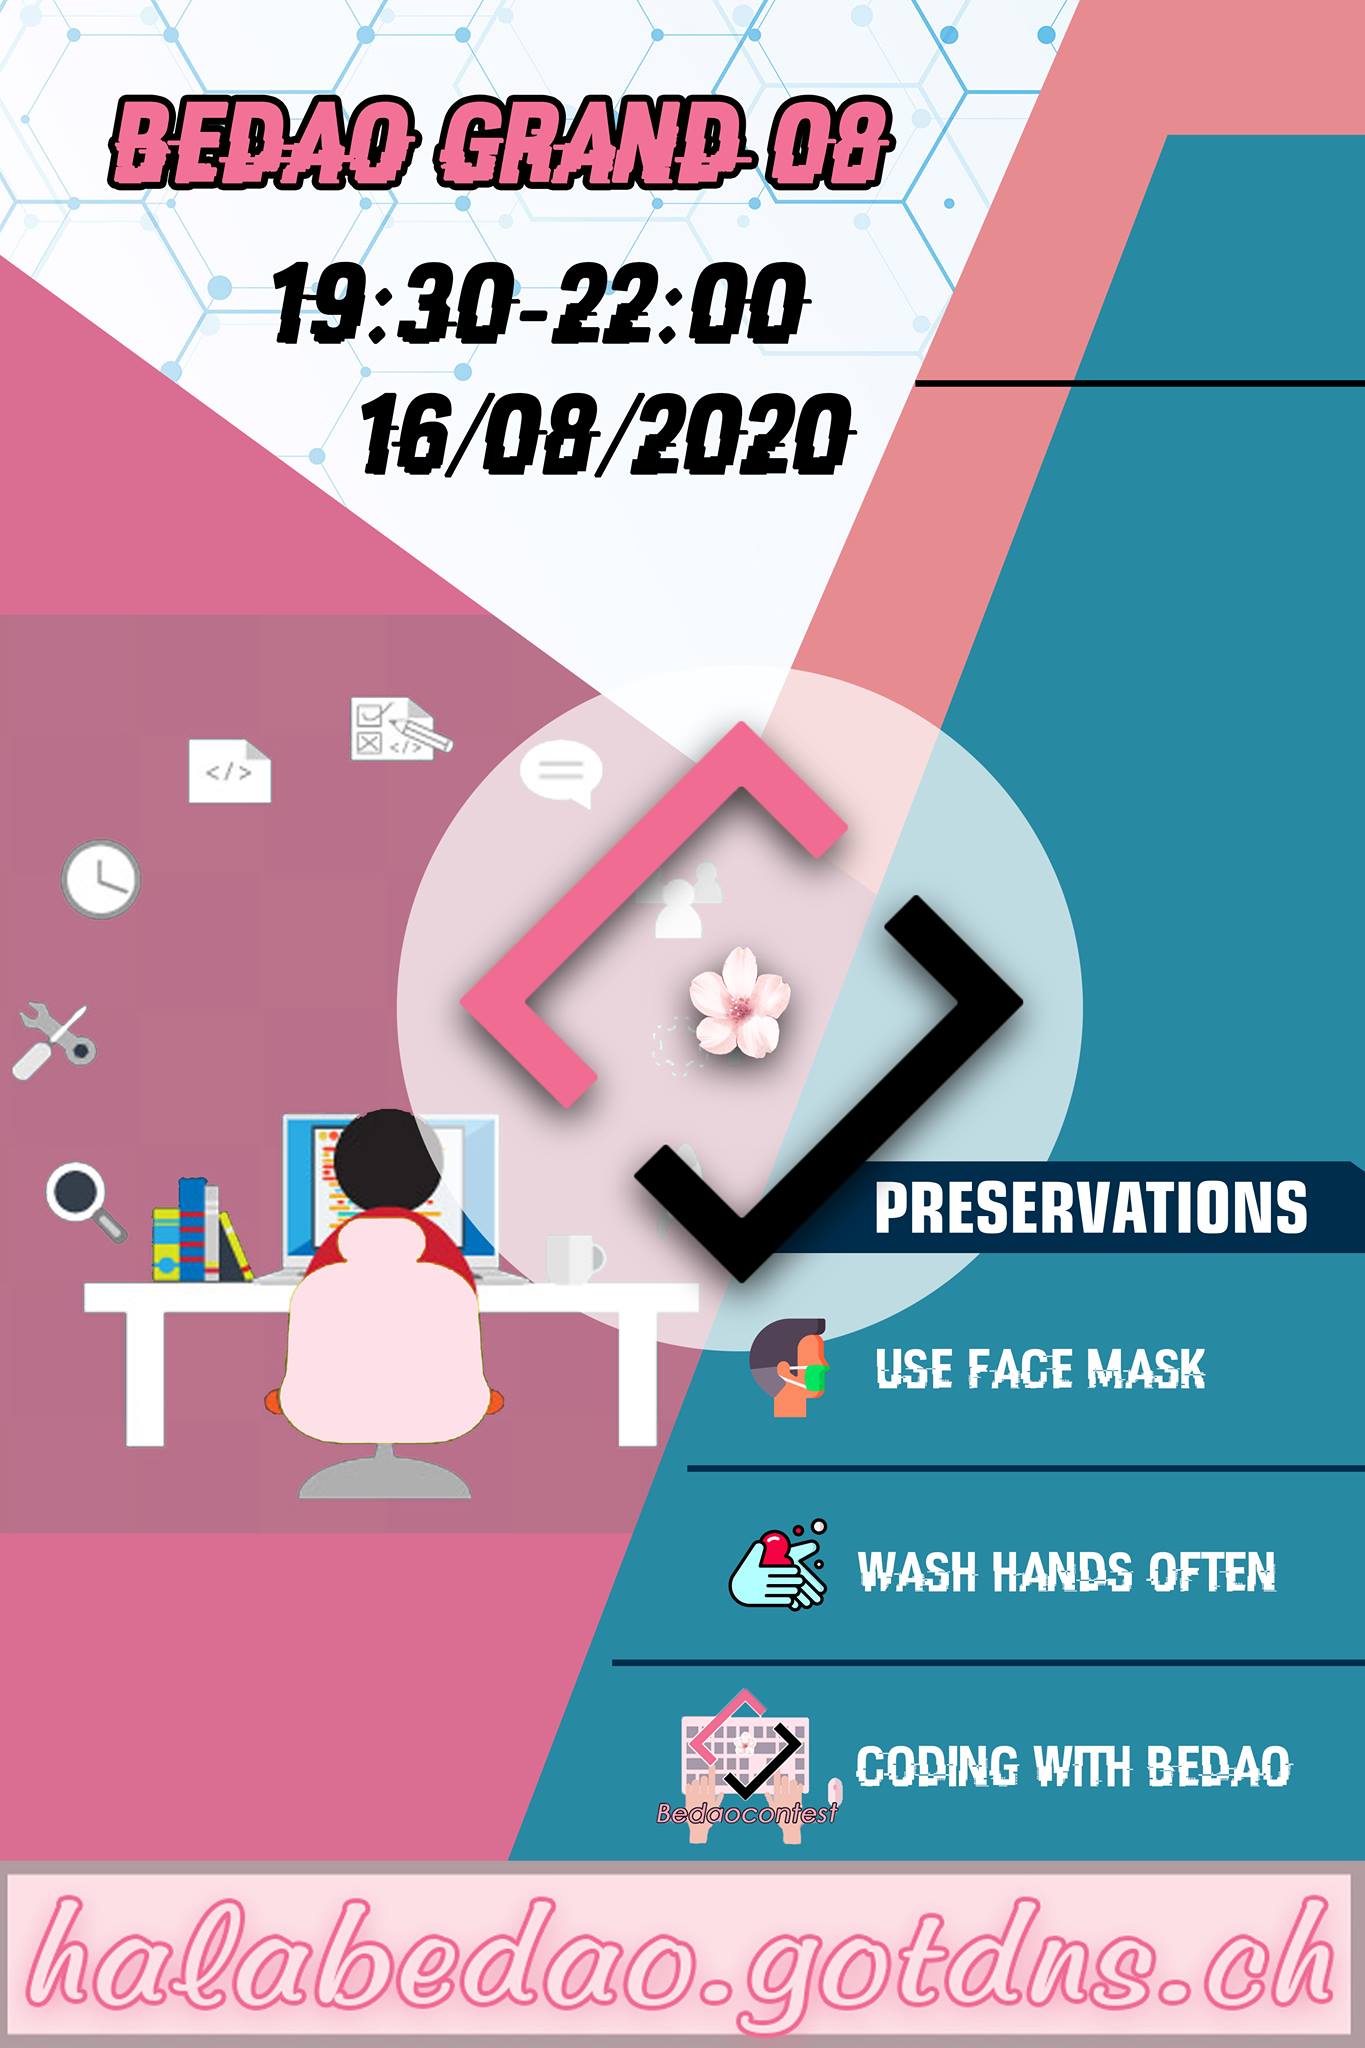 BEDAO GRAND 08
19:30-22:00
16/08/2020
</>
</>
PRESERVATIONS
USE FACE MASK
WASH HANDS OFTEN
CODING WITH BEDAO
Bedaocontest
halabedao.gotdns.ch